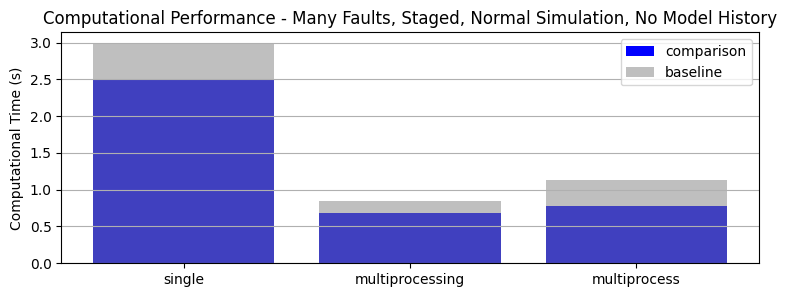 Computational Performance - Many Faults, Staged, Normal Simulation, No Model History
Computational Time (s)
3.0
2.5
2.0
1.5
1.0
0.5
0.0
comparison
baseline
single
multiprocessing
multiprocess